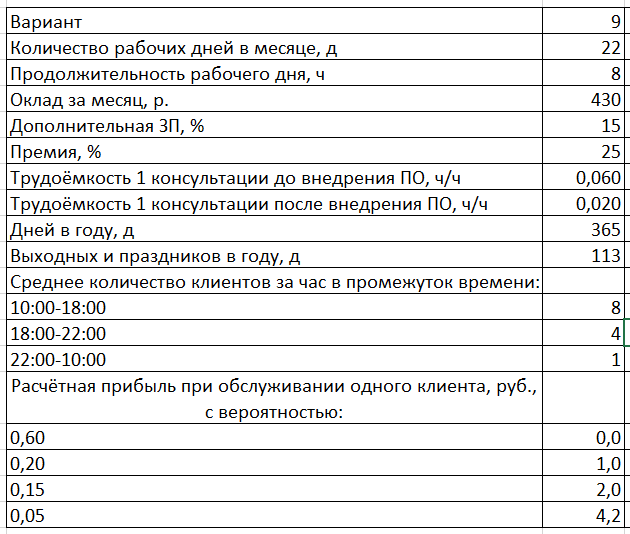 Вариант 9
Количество рабочих дней в месяце, д 22
Продолжительность рабочего дня, ч 8
Оклад за месяц, р. 430
Дополнительная ЗП, % 15
Премия, % 25
Трудоёмкость 1 консультации до внедрения ПО, ч/ч 0,060
Трудоёмкость 1 консультации после внедрения ПО, ч/ч 0,020
Дней в году, д 365
Выходных и праздников в году, д 113
Среднее количество клиентов за час в промежуток времени:
10:00-18:00 8
18:00-22:00 4
22:00-10:00 1
Расчётная прибыль при обслуживании одного клиента, руб.,
с вероятностью:
0,60 0,0
0,20 1,0
0,15 2,0
0,05 4,2